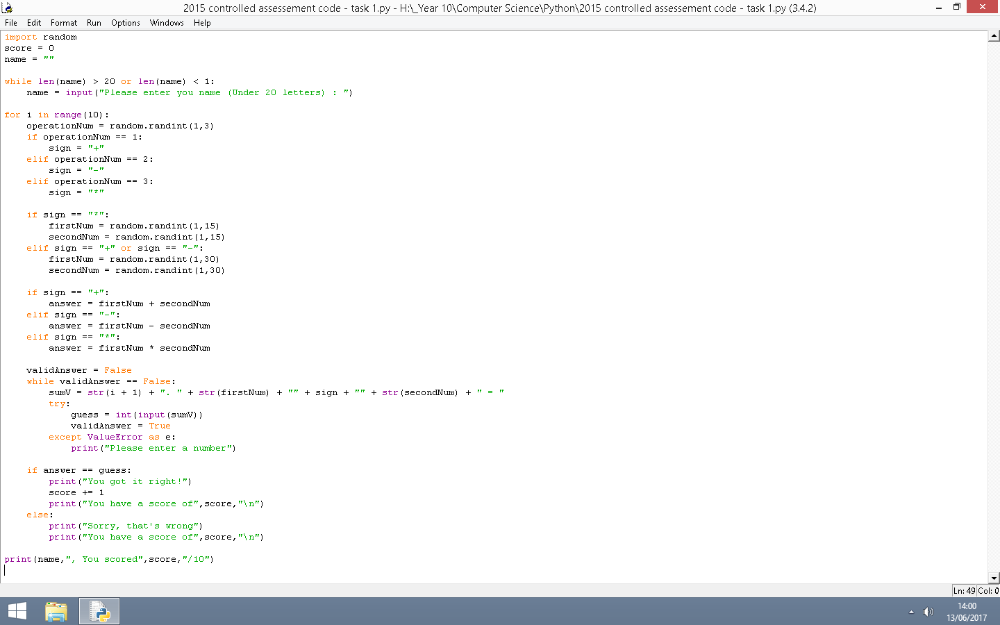 2015 controlled assessement code - task 1.py - H:\_Year 10\Computer Science\Python\2015 controlled assessement code - task 1.py (3.4.2)
File Edit Format Run Options Windows Help
import random
score = 0
name = ""

while len(name) > 20 or len(name) < 1:
    name = input("Please enter you name (Under 20 letters) : ")

for i in range(10):
    operationNum = random.randint(1,3)
    if operationNum == 1:
        sign = "+"
    elif operationNum == 2:
        sign = "-"
    elif operationNum == 3:
        sign = "*"

    if sign == "*":
        firstNum = random.randint(1,15)
        secondNum = random.randint(1,15)
    elif sign == "+" or sign == "-":
        firstNum = random.randint(1,30)
        secondNum = random.randint(1,30)

    if sign == "+":
        answer = firstNum + secondNum
    elif sign == "-":
        answer = firstNum - secondNum
    elif sign == "*":
        answer = firstNum * secondNum

    validAnswer = False
    while validAnswer == False:
        sumV = str(i + 1) + ". " + str(firstNum) + "" + sign + "" + str(secondNum) + " = "
        try:
            guess = int(input(sumV))
            validAnswer = True
        except ValueError as e:
            print("Please enter a number")

    if answer == guess:
        print("You got it right!")
        score += 1
        print("You have a score of",score,"\n")
    else:
        print("Sorry, that's wrong")
        print("You have a score of",score,"\n")

print(name,", You scored",score,"/10")
Ln: 49 Col: 0
14:00
13/06/2017